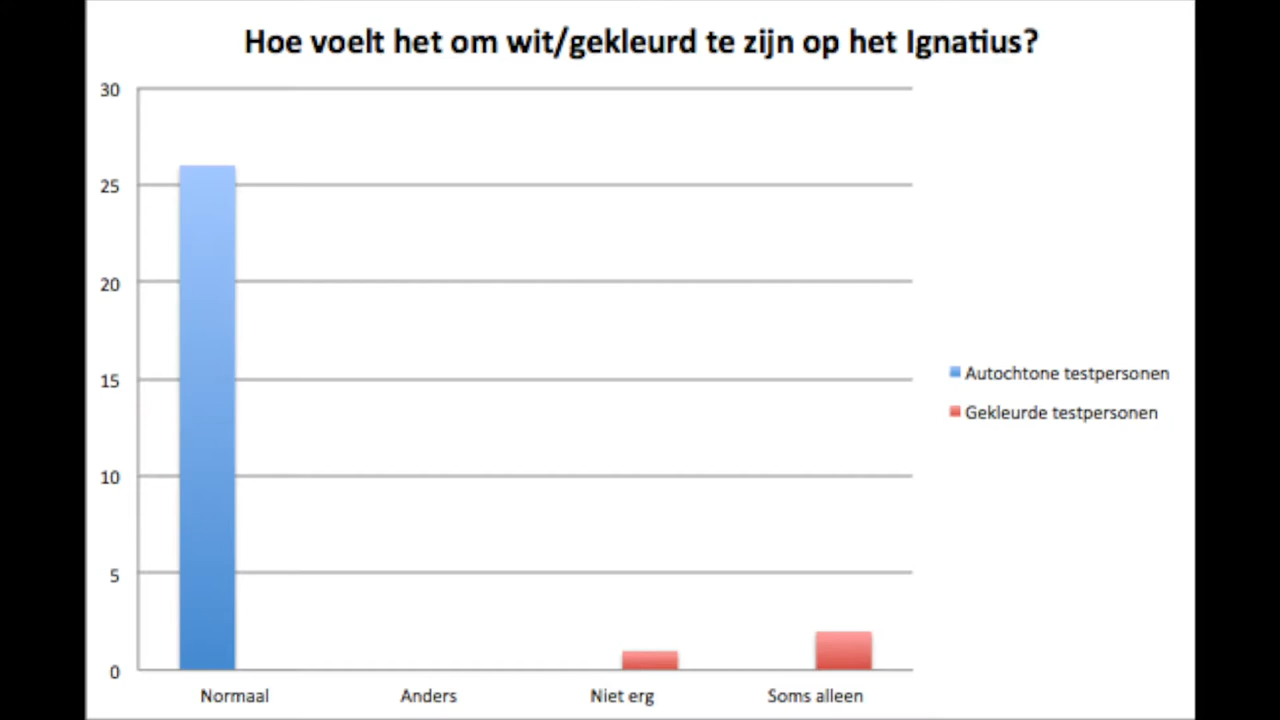 Hoe voelt het om wit/gekleurd te zijn op het Ignatius?
30
25
20
15
10
5
0
Normaal Anders Niet erg Soms alleen
Autochtone testpersonen
Gekleurde testpersonen